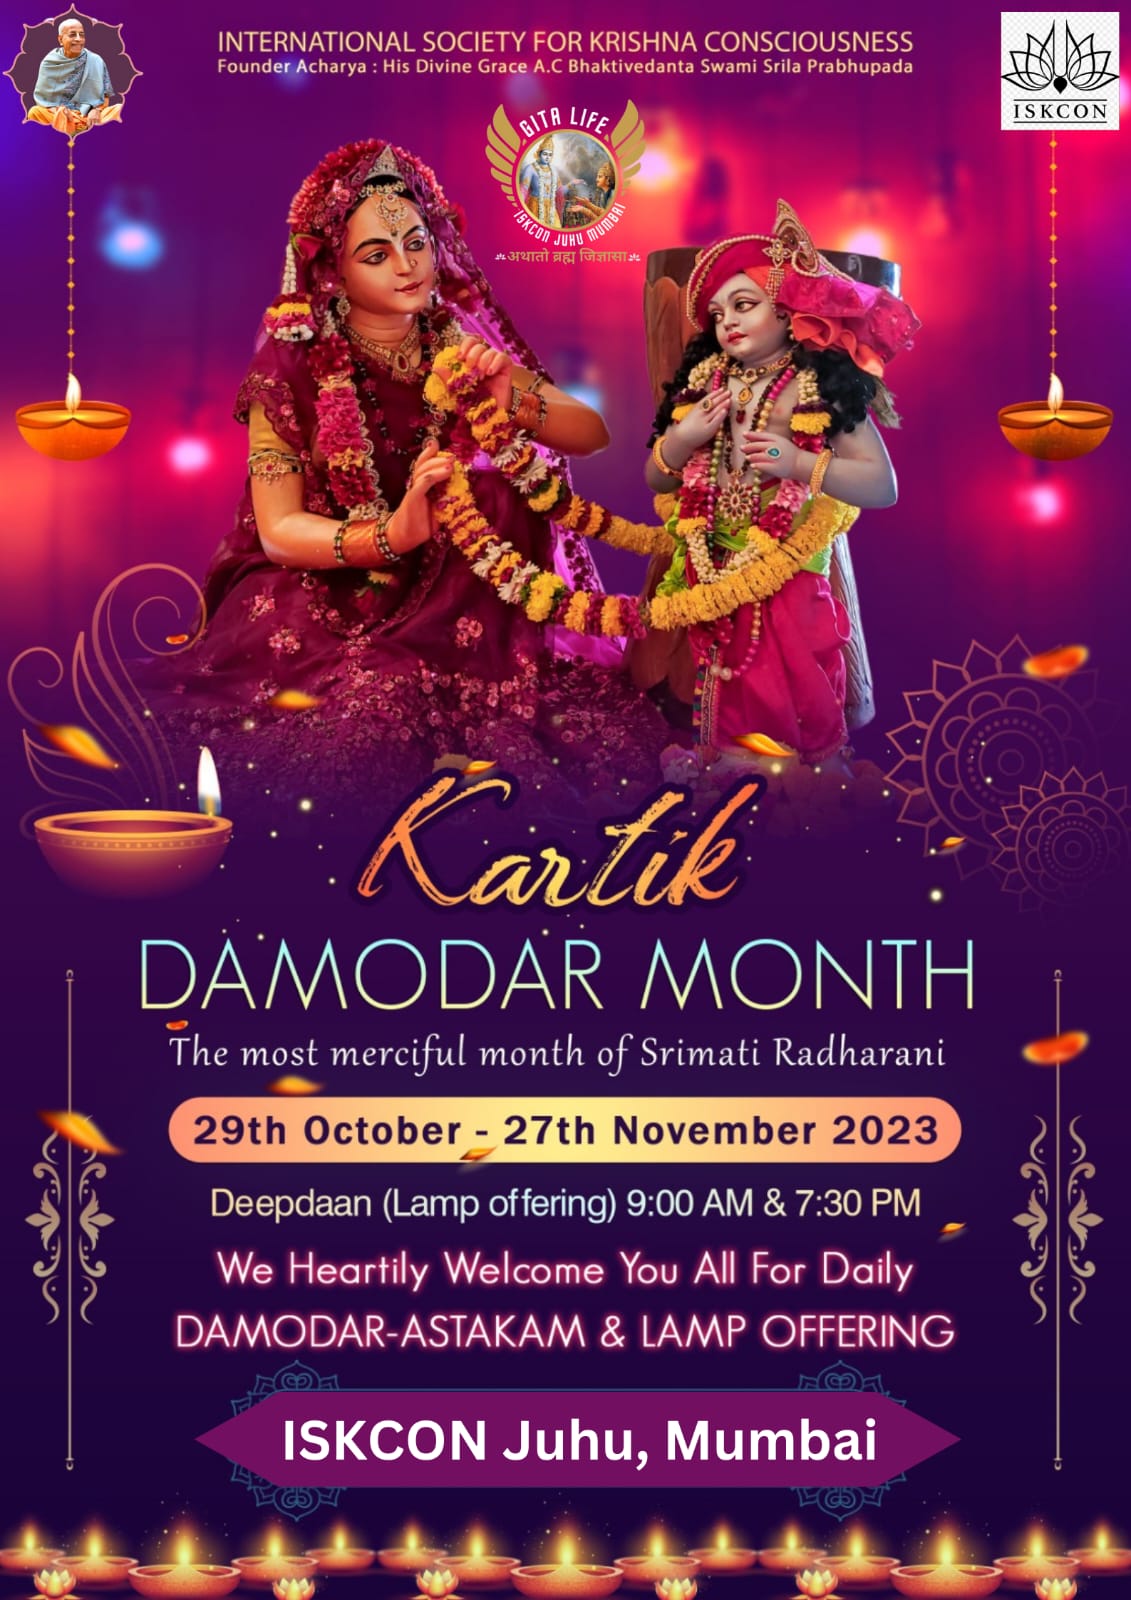 INTERNATIONAL SOCIETY FOR KRISHNA CONSCIOUSNESS
Founder Acharya : His Divine Grace A.C Bhaktivedanta Swami Srila Prabhupada
ISKCON
GITA LIFE
ISKCON JUHU MUMBAI
अथातो ब्रह्म जिज्ञासा
Kartik
DAMODAR MONTH
The most merciful month of Srimati Radharani
29th October - 27th November 2023
Deepdaan (Lamp offering) 9:00 AM & 7:30 PM
We Heartily Welcome You All For Daily
DAMODAR-ASTAKAM & LAMP OFFERING
ISKCON Juhu, Mumbai